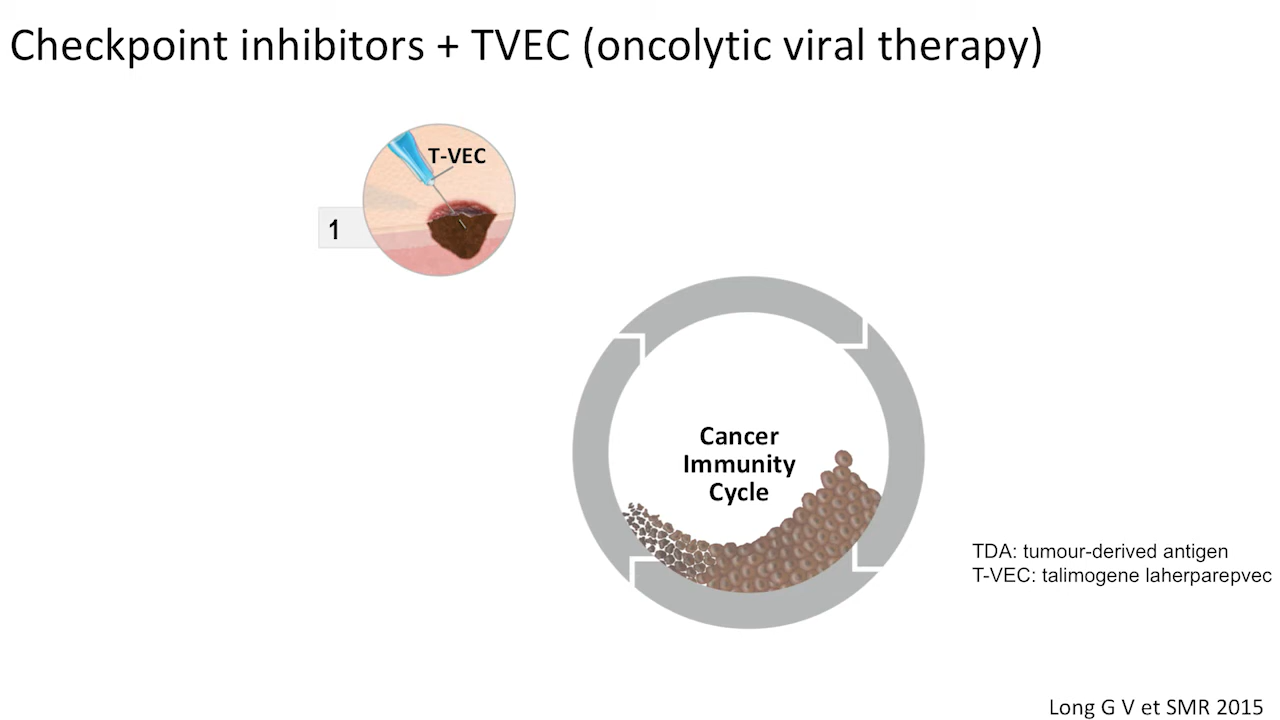 Checkpoint inhibitors + TVEC (oncolytic viral therapy)
T-VEC
1
Cancer
Immunity
Cycle
TDA: tumour-derived antigen
T-VEC: talimogene laherparepvec
Long G V et SMR 2015